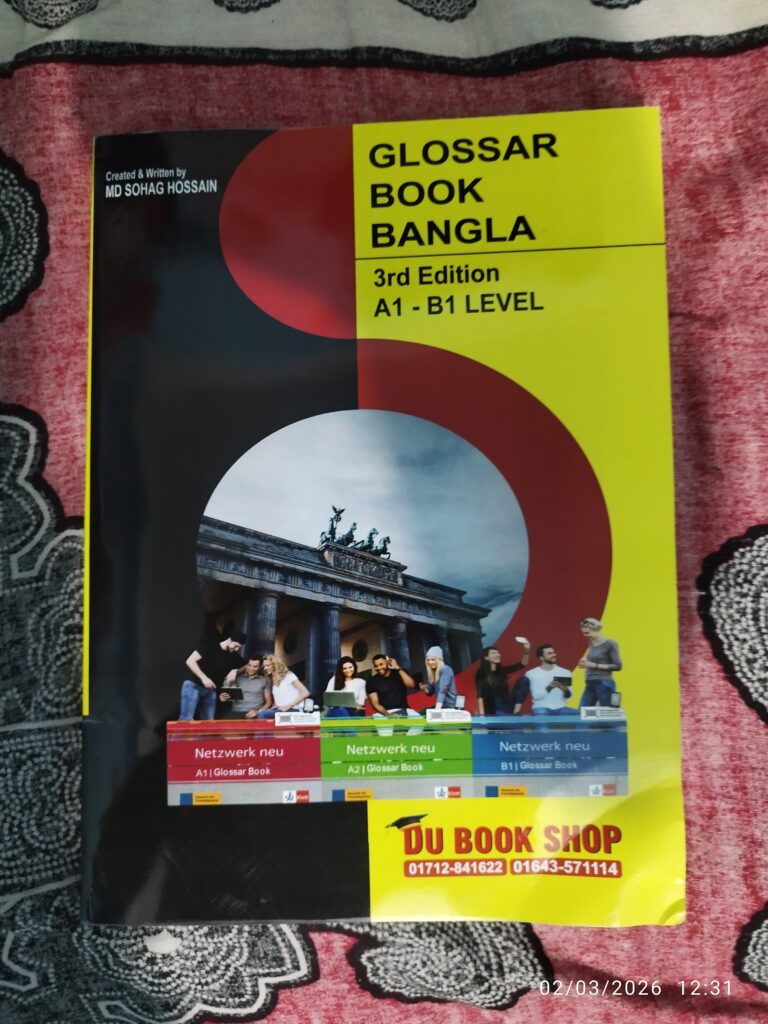 Created & Written by
MD SOHAG HOSSAIN
GLOSSAR
BOOK
BANGLA
3rd Edition
A1 - B1 LEVEL
Netzwerk neu
A1 | Glossar Book
Netzwerk neu
A2 | Glossar Book
Netzwerk neu
B1 | Glossar Book
Klett
Klett
DU BOOK SHOP
01712-841622 01643-571114
02/03/2026 12:31